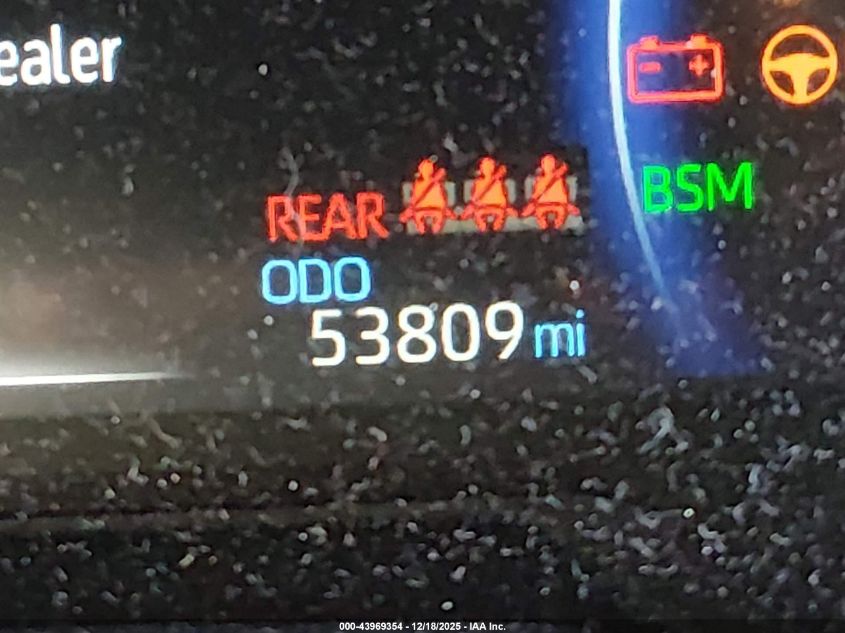 ealer
BSM
REAR
ODO
53809 mi
000-43969354 - 12/18/2025 - IAA Inc.